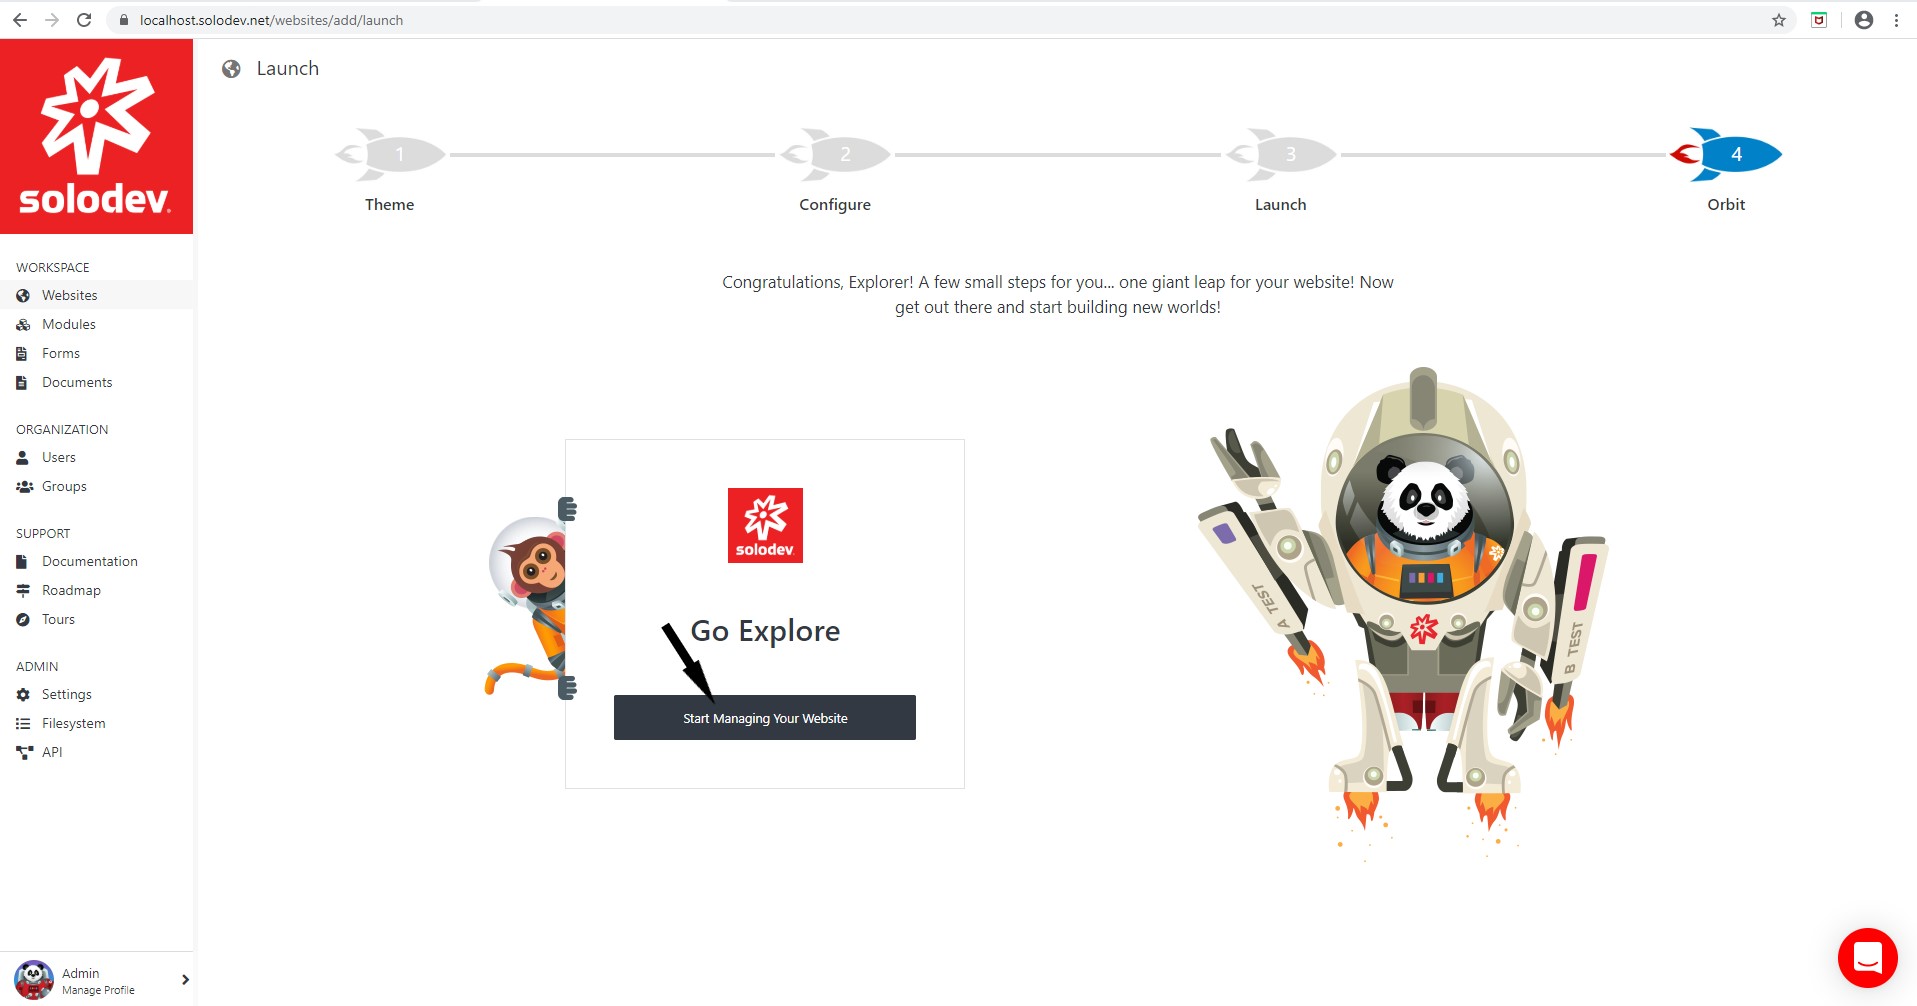 localhost.solodev.net/websites/add/launch
solodev
Launch
1
2
3
4
Theme
Configure
Launch
Orbit
WORKSPACE
Websites
Modules
Forms
Documents
ORGANIZATION
Users
Groups
SUPPORT
Documentation
Roadmap
Tours
ADMIN
Settings
Filesystem
API
Congratulations, Explorer! A few small steps for you... one giant leap for your website! Now
get out there and start building new worlds!
solodev
Go Explore
Start Managing Your Website
A TEST
B TEST
Admin
Manage Profile